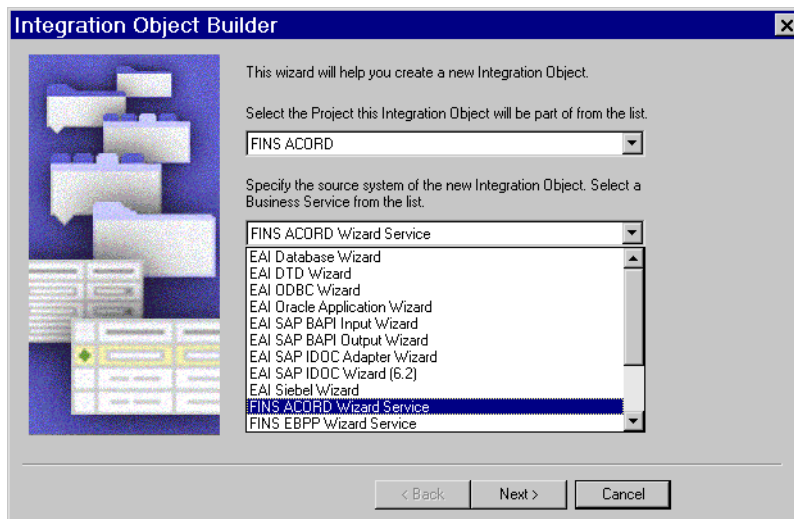 Integration Object Builder
This wizard will help you create a new Integration Object.
Select the Project this Integration Object will be part of from the list.
FINS ACORD
Specify the source system of the new Integration Object. Select a
Business Service from the list.
FINS ACORD Wizard Service
EAI Database Wizard
EAI DTD Wizard
EAI ODBC Wizard
EAI Oracle Application Wizard
EAI SAP BAPI Input Wizard
EAI SAP BAPI Output Wizard
EAI SAP IDOC Adapter Wizard
EAI SAP IDOC Wizard (6.2)
EAI Siebel Wizard
FINS ACORD Wizard Service
FINS EBPP Wizard Service
< Back
Next >
Cancel